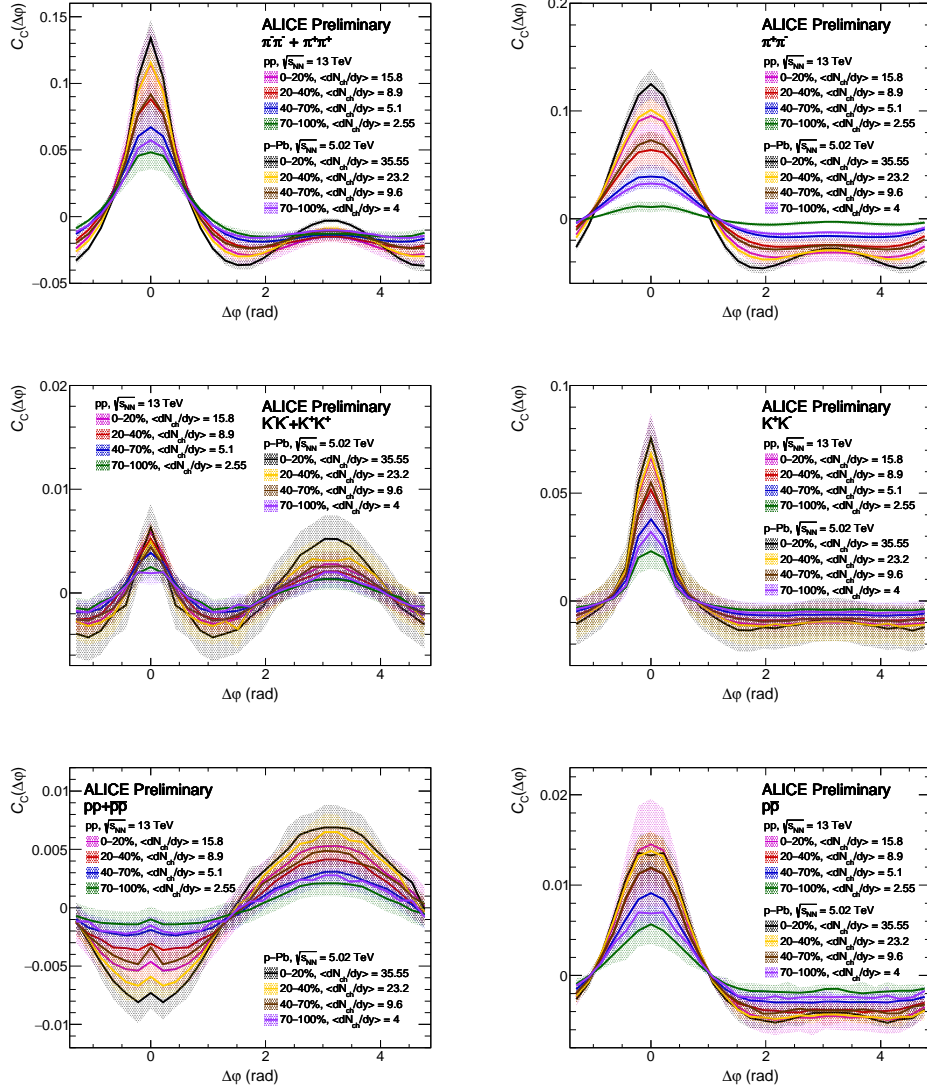 C_C(Δφ)
0.15
0.1
0.05
0
−0.05
ALICE Preliminary
π⁻π⁻ + π⁺π⁺
pp, √s_NN = 13 TeV
0−20%, <dN_ch/dy> = 15.8
20−40%, <dN_ch/dy> = 8.9
40−70%, <dN_ch/dy> = 5.1
70−100%, <dN_ch/dy> = 2.55
p−Pb, √s_NN = 5.02 TeV
0−20%, <dN_ch/dy> = 35.55
20−40%, <dN_ch/dy> = 23.2
40−70%, <dN_ch/dy> = 9.6
70−100%, <dN_ch/dy> = 4
0 2 4
Δφ (rad)
C_C(Δφ)
0.2
0.1
0
ALICE Preliminary
π⁺π⁻
pp, √s_NN = 13 TeV
0−20%, <dN_ch/dy> = 15.8
20−40%, <dN_ch/dy> = 8.9
40−70%, <dN_ch/dy> = 5.1
70−100%, <dN_ch/dy> = 2.55
p−Pb, √s_NN = 5.02 TeV
0−20%, <dN_ch/dy> = 35.55
20−40%, <dN_ch/dy> = 23.2
40−70%, <dN_ch/dy> = 9.6
70−100%, <dN_ch/dy> = 4
0 2 4
Δφ (rad)
C_C(Δφ)
0.02
0.01
0
pp, √s_NN = 13 TeV
0−20%, <dN_ch/dy> = 15.8
20−40%, <dN_ch/dy> = 8.9
40−70%, <dN_ch/dy> = 5.1
70−100%, <dN_ch/dy> = 2.55
ALICE Preliminary
K⁻K⁻+K⁺K⁺
p−Pb, √s_NN = 5.02 TeV
0−20%, <dN_ch/dy> = 35.55
20−40%, <dN_ch/dy> = 23.2
40−70%, <dN_ch/dy> = 9.6
70−100%, <dN_ch/dy> = 4
0 2 4
Δφ (rad)
C_C(Δφ)
0.1
0.05
0
ALICE Preliminary
K⁺K⁻
pp, √s_NN = 13 TeV
0−20%, <dN_ch/dy> = 15.8
20−40%, <dN_ch/dy> = 8.9
40−70%, <dN_ch/dy> = 5.1
70−100%, <dN_ch/dy> = 2.55
p−Pb, √s_NN = 5.02 TeV
0−20%, <dN_ch/dy> = 35.55
20−40%, <dN_ch/dy> = 23.2
40−70%, <dN_ch/dy> = 9.6
70−100%, <dN_ch/dy> = 4
0 2 4
Δφ (rad)
C_C(Δφ)
0.01
0.005
0
−0.005
−0.01
ALICE Preliminary
pp+p̅p̅
pp, √s_NN = 13 TeV
0−20%, <dN_ch/dy> = 15.8
20−40%, <dN_ch/dy> = 8.9
40−70%, <dN_ch/dy> = 5.1
70−100%, <dN_ch/dy> = 2.55
p−Pb, √s_NN = 5.02 TeV
0−20%, <dN_ch/dy> = 35.55
20−40%, <dN_ch/dy> = 23.2
40−70%, <dN_ch/dy> = 9.6
70−100%, <dN_ch/dy> = 4
0 2 4
Δφ (rad)
C_C(Δφ)
0.02
0.01
0
ALICE Preliminary
pp̅
pp, √s_NN = 13 TeV
0−20%, <dN_ch/dy> = 15.8
20−40%, <dN_ch/dy> = 8.9
40−70%, <dN_ch/dy> = 5.1
70−100%, <dN_ch/dy> = 2.55
p−Pb, √s_NN = 5.02 TeV
0−20%, <dN_ch/dy> = 35.55
20−40%, <dN_ch/dy> = 23.2
40−70%, <dN_ch/dy> = 9.6
70−100%, <dN_ch/dy> = 4
0 2 4
Δφ (rad)